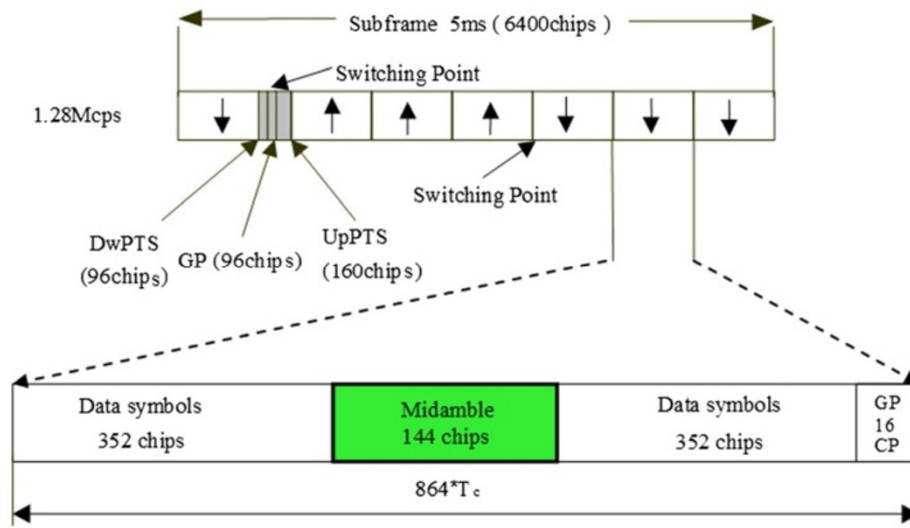 Subframe 5ms ( 6400chips )
Switching Point
1.28Mcps
Switching Point
DwPTS
(96chips)
GP (96chips)
UpPTS
(160chips)
Data symbols
352 chips
Midamble
144 chips
Data symbols
352 chips
GP
16
CP
864*Tc